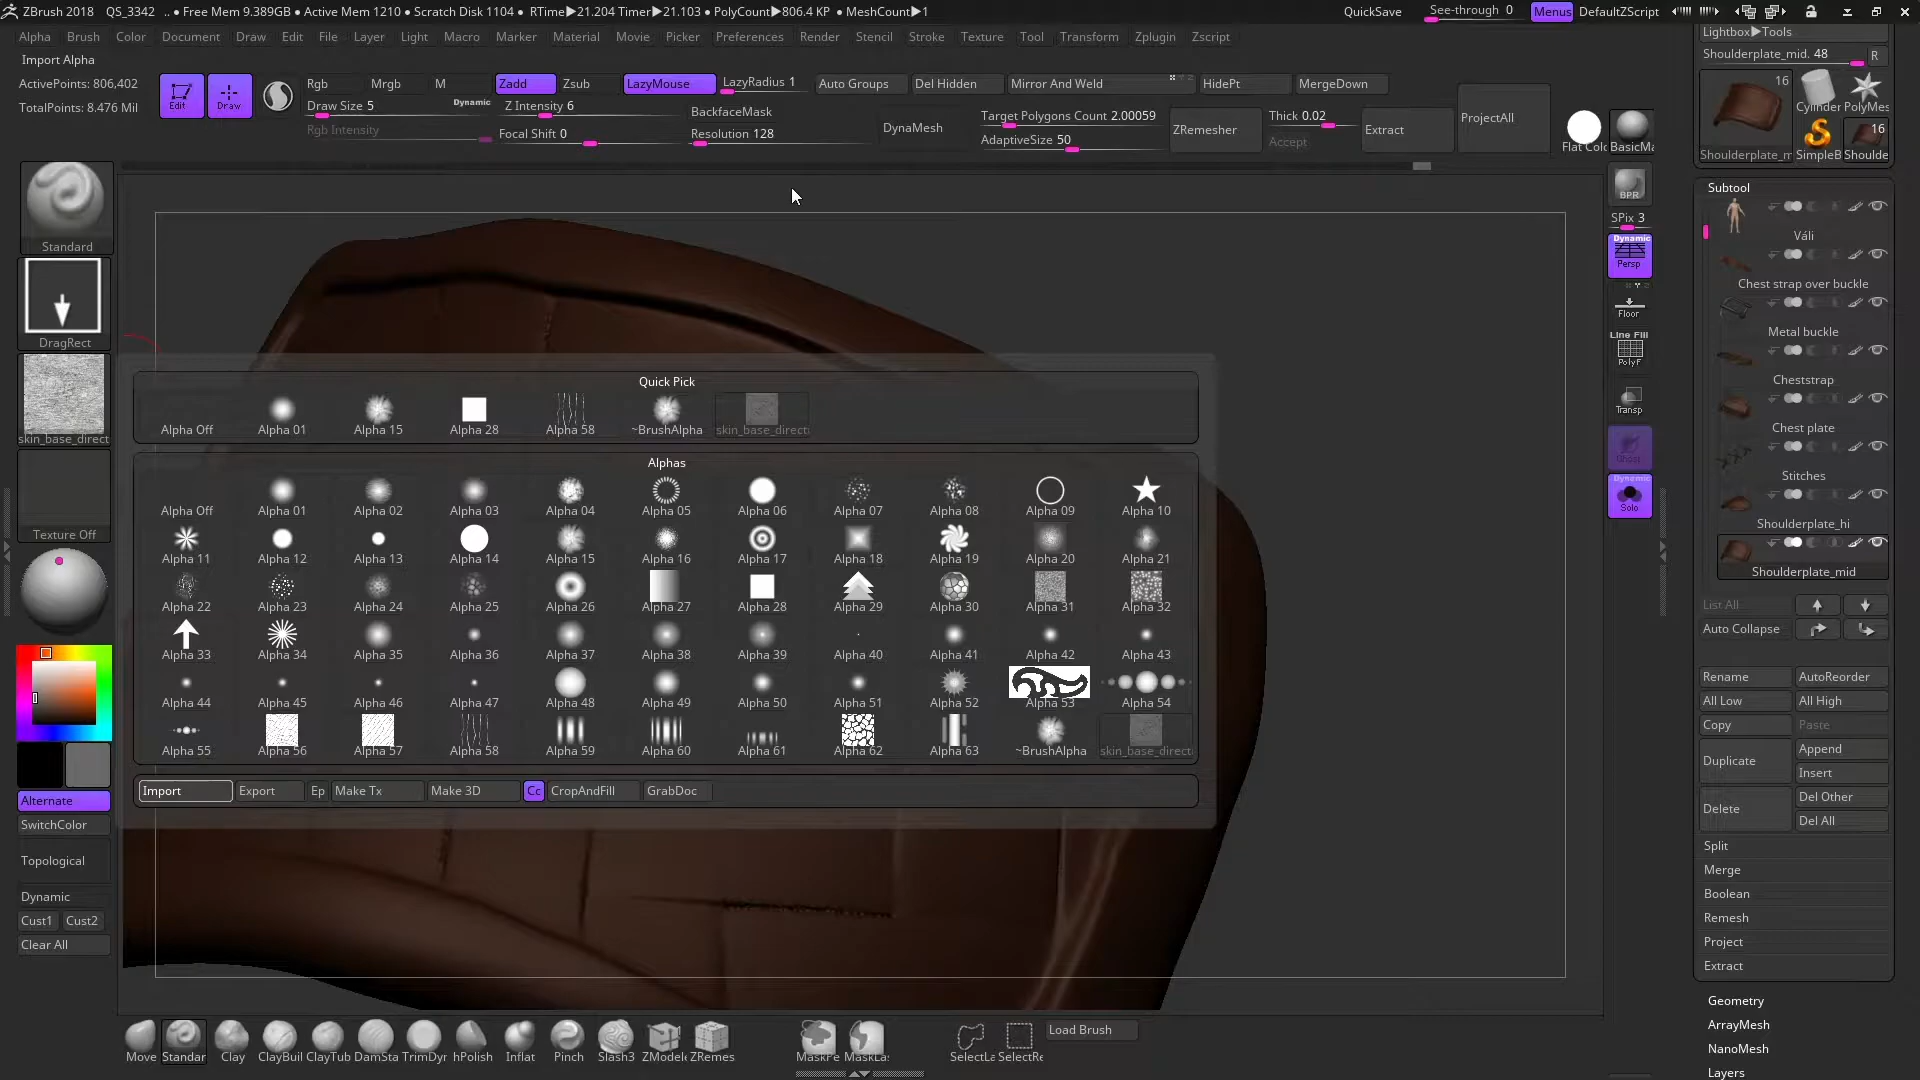 ZBrush 2018 QS_3342 .. • Free Mem 9.389GB • Active Mem 1210 • Scratch Disk 1104 • RTime▶21.204 Timer▶21.103 • PolyCount▶806.4 KP • MeshCount▶1
QuickSave See-through 0 Menus DefaultZScript
Alpha Brush Color Document Draw Edit File Layer Light Macro Marker Material Movie Picker Preferences Render Stencil Stroke Texture Tool Transform Zplugin Zscript
Import Alpha
ActivePoints: 806,402
TotalPoints: 8.476 Mil
Edit Draw
Rgb Mrgb M Zadd Zsub LazyMouse LazyRadius 1 Auto Groups Del Hidden Mirror And Weld HidePt MergeDown
Draw Size 5 Dynamic Z Intensity 6 BackfaceMask
Rgb Intensity Focal Shift 0 Resolution 128
DynaMesh
Target Polygons Count 2.00059
AdaptiveSize 50
ZRemesher
Thick 0.02
Accept
Extract
ProjectAll
Flat Colo BasicMa
Standard
DragRect
skin_base_direct
Texture Off
Alternate
SwitchColor
Topological
Dynamic
Cust1 Cust2
Clear All
Quick Pick
Alpha Off Alpha 01 Alpha 15 Alpha 28 Alpha 58 ~BrushAlpha skin_base_direct
Alphas
Alpha Off Alpha 01 Alpha 02 Alpha 03 Alpha 04 Alpha 05 Alpha 06 Alpha 07 Alpha 08 Alpha 09 Alpha 10
Alpha 11 Alpha 12 Alpha 13 Alpha 14 Alpha 15 Alpha 16 Alpha 17 Alpha 18 Alpha 19 Alpha 20 Alpha 21
Alpha 22 Alpha 23 Alpha 24 Alpha 25 Alpha 26 Alpha 27 Alpha 28 Alpha 29 Alpha 30 Alpha 31 Alpha 32
Alpha 33 Alpha 34 Alpha 35 Alpha 36 Alpha 37 Alpha 38 Alpha 39 Alpha 40 Alpha 41 Alpha 42 Alpha 43
Alpha 44 Alpha 45 Alpha 46 Alpha 47 Alpha 48 Alpha 49 Alpha 50 Alpha 51 Alpha 52 Alpha 53 Alpha 54
Alpha 55 Alpha 56 Alpha 57 Alpha 58 Alpha 59 Alpha 60 Alpha 61 Alpha 62 Alpha 63 ~BrushAlpha skin_base_direct
Import Export Ep Make Tx Make 3D Cc CropAndFill GrabDoc
Move Standar Clay ClayBuil ClayTub DamSta TrimDyr hPolish Inflat Pinch Slash3 ZModele ZRemes MaskPe MaskLa: SelectLa SelectRe
Load Brush
BPR
SPix 3
Dynamic
Persp
Floor
Line Fill
PolyF
Transp
Ghost
Dynamic
Solo
Lightbox▶Tools
Shoulderplate_mid. 48 R
16
Cylinder PolyMes
16
Shoulderplate_m SimpleB Shoulde
Subtool
Váli
Chest strap over buckle
Metal buckle
Cheststrap
Chest plate
Stitches
Shoulderplate_hi
Shoulderplate_mid
List All
Auto Collapse
Rename AutoReorder
All Low All High
Copy Paste
Duplicate Append
Insert
Delete Del Other
Del All
Split
Merge
Boolean
Remesh
Project
Extract
Geometry
ArrayMesh
NanoMesh
Layers